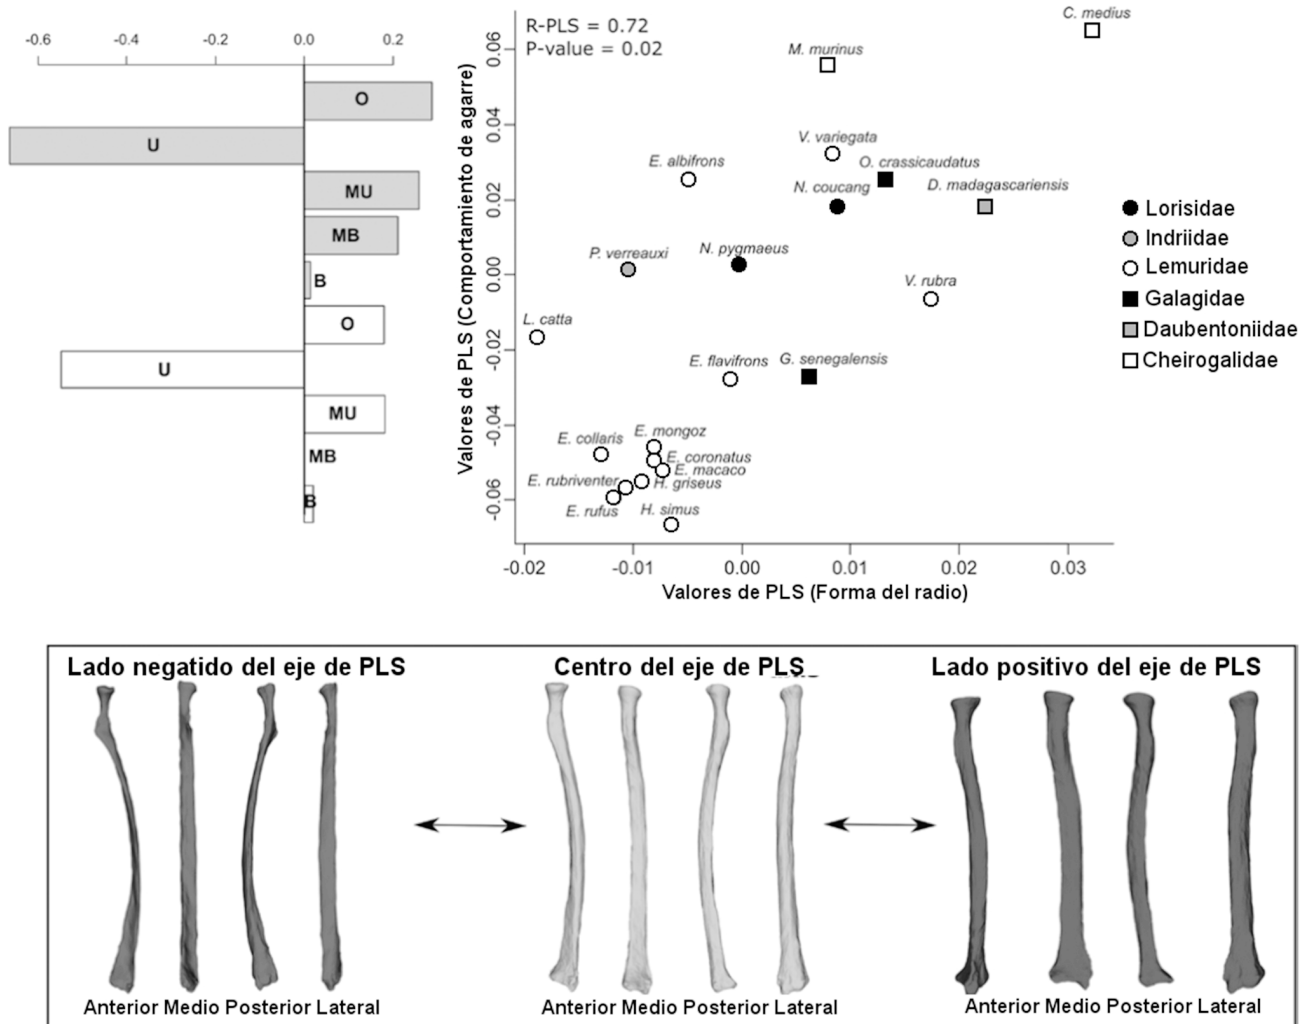 -0.6 -0.4 -0.2 0.0 0.2
O
U
MU
MB
B
O
U
MU
MB
B
R-PLS = 0.72
P-value = 0.02
Valores de PLS (Comportamiento de agarre)
0.06
0.04
0.02
0.00
-0.02
-0.04
-0.06
C. medius
M. murinus
V. variegata
E. albifrons
O. crassicaudatus
N. coucang
D. madagascariensis
P. verreauxi
N. pygmaeus
V. rubra
L. catta
E. flavifrons
G. senegalensis
E. mongoz
E. collaris
E. coronatus
E. macaco
E. rubriventer
H. griseus
E. rufus
H. simus
-0.02 -0.01 0.00 0.01 0.02 0.03
Valores de PLS (Forma del radio)
Lorisidae
Indriidae
Lemuridae
Galagidae
Daubentoniidae
Cheirogalidae
Lado negatido del eje de PLS
Anterior Medio Posterior Lateral
Centro del eje de PLS
Anterior Medio Posterior Lateral
Lado positivo del eje de PLS
Anterior Medio Posterior Lateral